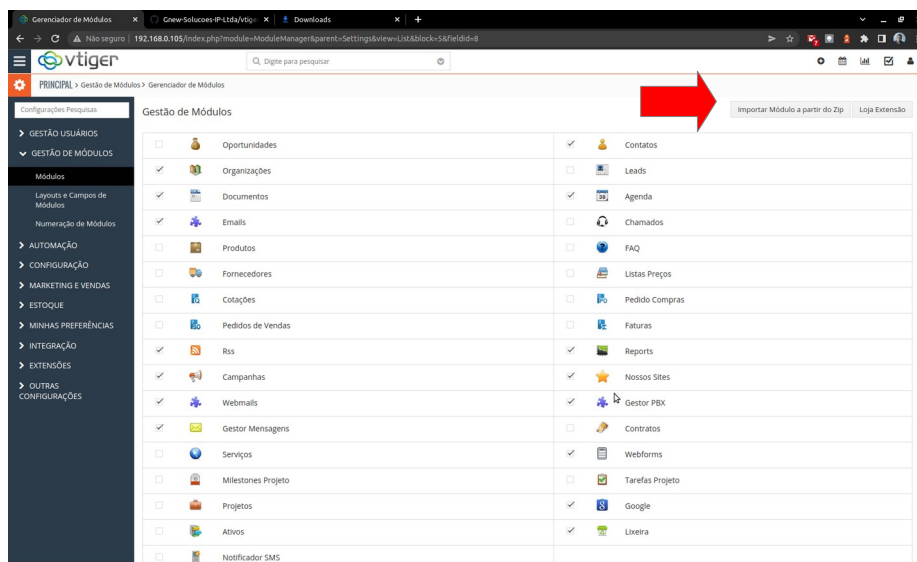 Gerenciador de Módulos
Gnew-Solucoes-IP-Ltda/vtige
Downloads
Não seguro
192.168.0.105/index.php?module=ModuleManager&parent=Settings&view=List&block=5&fieldid=8
vtiger
Digite para pesquisar
PRINCIPAL > Gestão de Módulos > Gerenciador de Módulos
Configurações Pesquisas
GESTÃO USUÁRIOS
GESTÃO DE MÓDULOS
Módulos
Layouts e Campos de
Módulos
Numeração de Módulos
AUTOMAÇÃO
CONFIGURAÇÃO
MARKETING E VENDAS
ESTOQUE
MINHAS PREFERÊNCIAS
INTEGRAÇÃO
EXTENSÕES
OUTRAS
CONFIGURAÇÕES
Gestão de Módulos
Importar Módulo a partir do Zip
Loja Extensão
Oportunidades
Contatos
Organizações
Leads
Documentos
Agenda
Emails
Chamados
Produtos
FAQ
Fornecedores
Listas Preços
Cotações
Pedido Compras
Pedidos de Vendas
Faturas
Rss
Reports
Campanhas
Nossos Sites
Webmails
Gestor PBX
Gestor Mensagens
Contratos
Serviços
Webforms
Milestones Projeto
Tarefas Projeto
Projetos
Google
Ativos
Lixeira
Notificador SMS